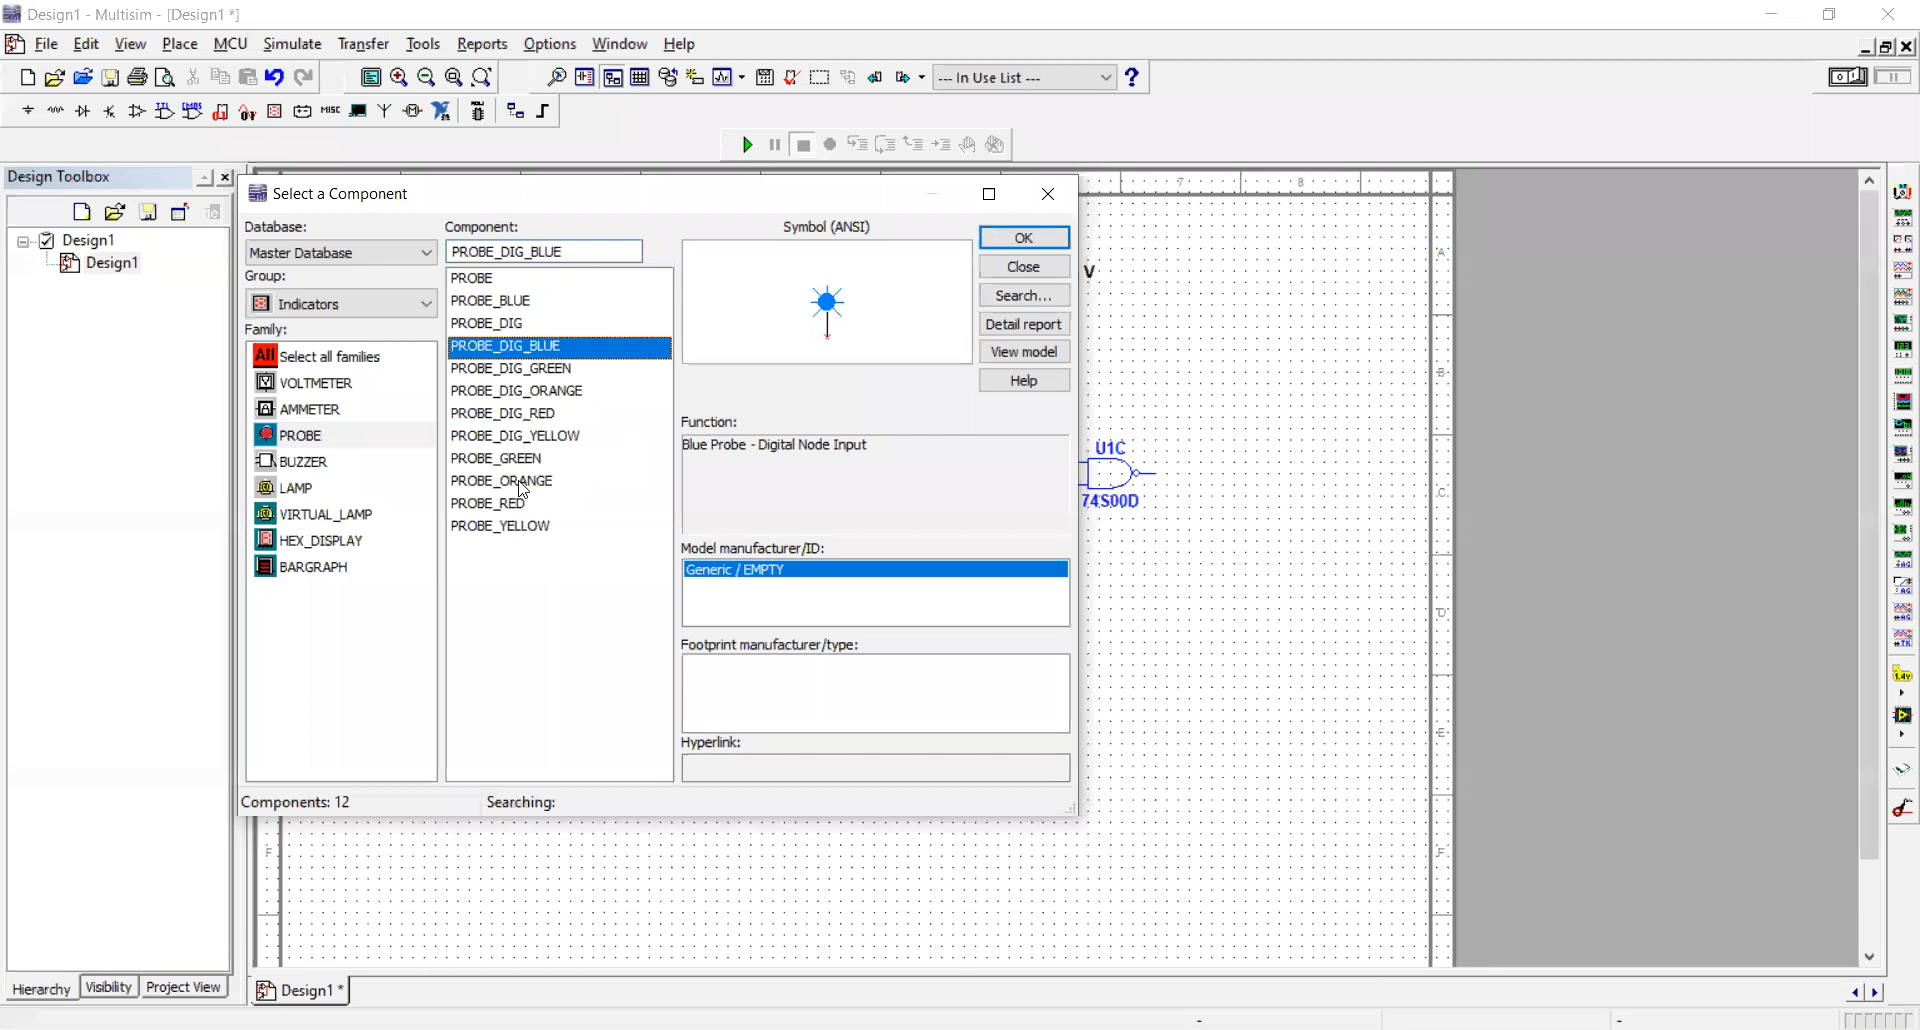 Design1 - Multisim - [Design1 *]
File Edit View Place MCU Simulate Transfer Tools Reports Options Window Help
--- In Use List ---
MISC
Design Toolbox
Design1
Design1
Select a Component
Database:
Master Database
Group:
Indicators
Family:
All Select all families
VOLTMETER
AMMETER
PROBE
BUZZER
LAMP
VIRTUAL_LAMP
HEX_DISPLAY
BARGRAPH
Component:
PROBE_DIG_BLUE
PROBE
PROBE_BLUE
PROBE_DIG
PROBE_DIG_BLUE
PROBE_DIG_GREEN
PROBE_DIG_ORANGE
PROBE_DIG_RED
PROBE_DIG_YELLOW
PROBE_GREEN
PROBE_ORANGE
PROBE_RED
PROBE_YELLOW
Symbol (ANSI)
OK
Close
Search...
Detail report
View model
Help
Function:
Blue Probe - Digital Node Input
Model manufacturer/ID:
Generic / EMPTY
Footprint manufacturer/type:
Hyperlink:
Components: 12 Searching:
7 8
A
V
B
U1C
C
74S00D
D
E
F F
Hierarchy Visibility Project View
Design1 *